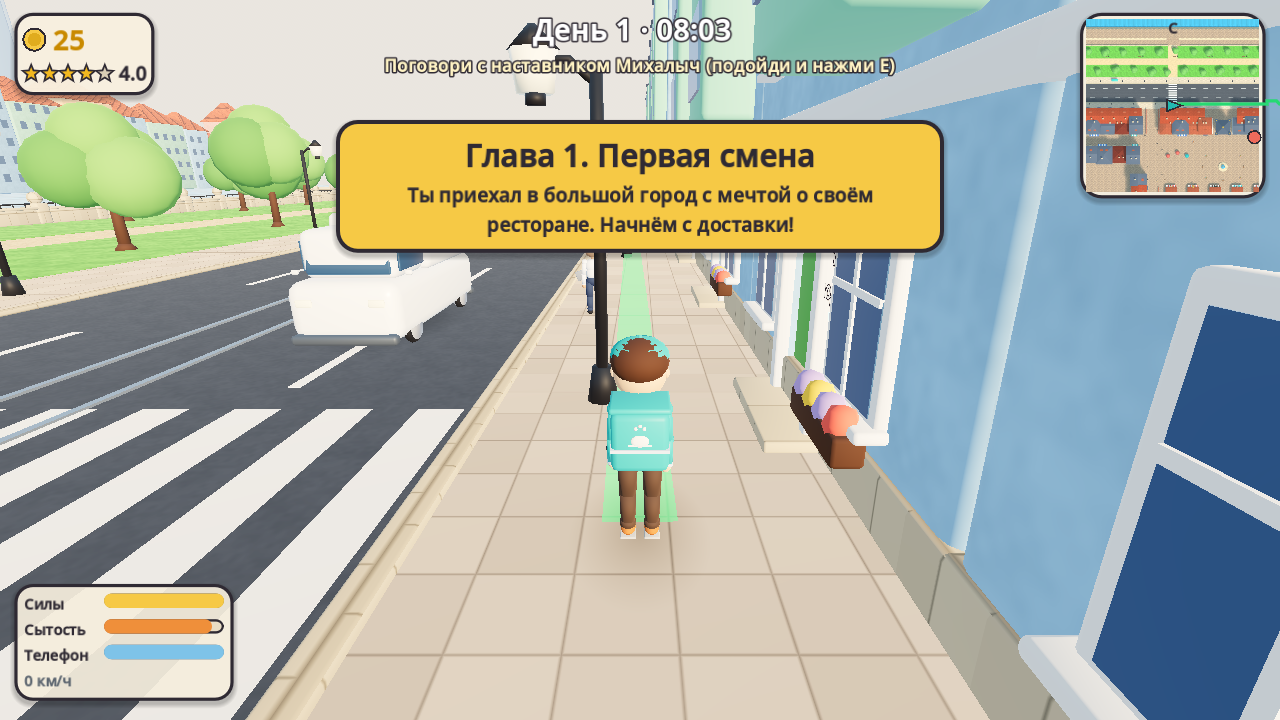 25
4.0
День 1 · 08:03
Поговори с наставником Михалыч (подойди и нажми E)
С
Глава 1. Первая смена
Ты приехал в большой город с мечтой о своём
ресторане. Начнём с доставки!
Силы
Сытость
Телефон
0 км/ч